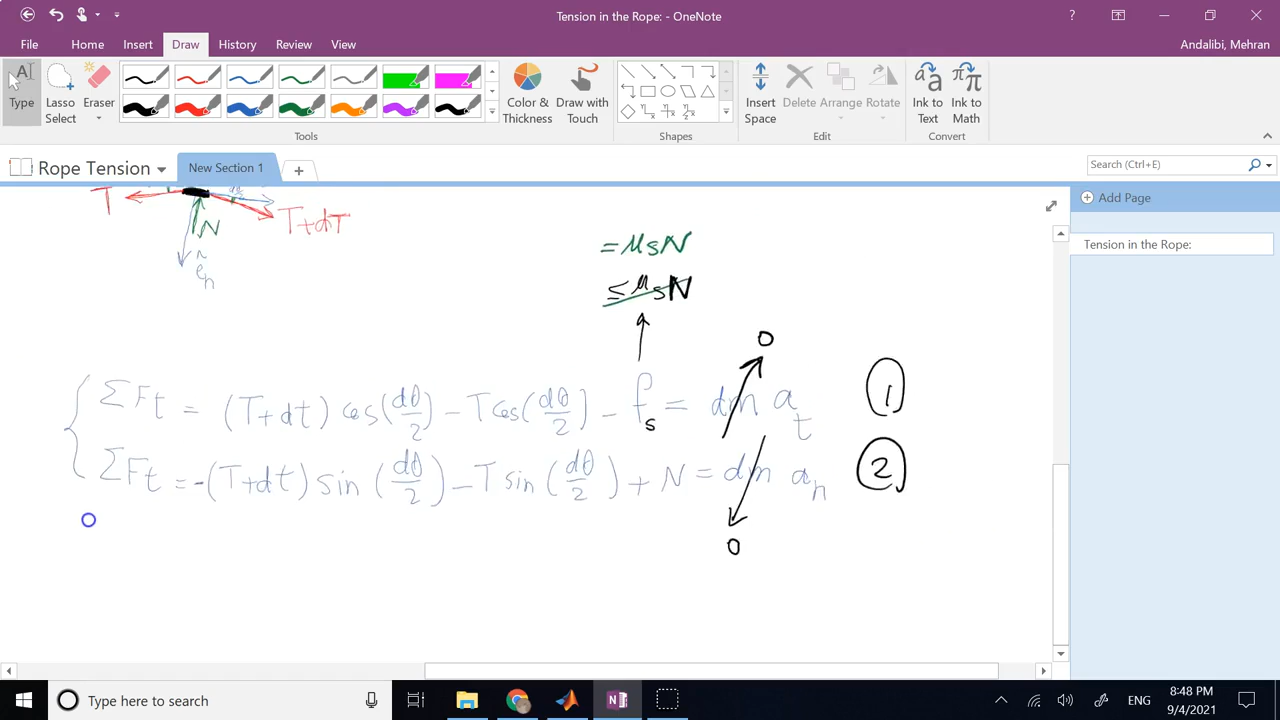 Tension in the Rope: - OneNote
?
File Home Insert Draw History Review View
Andalibi, Mehran
Type
Lasso Select
Eraser
Color & Thickness
Draw with Touch
Insert Space
Delete
Arrange
Rotate
Ink to Text
Ink to Math
Tools
Shapes
Edit
Convert
Rope Tension
New Section 1
Search (Ctrl+E)
Add Page
Tension in the Rope:
T
T+dT
N
e_n
= μsN
≤ μsN
0
ΣFt = (T+dt) cos(dθ/2) - T cos(dθ/2) - fs = dm at
1
ΣFt = -(T+dt) sin(dθ/2) - T sin(dθ/2) + N = dm an
2
0
Type here to search
ENG
8:48 PM
9/4/2021